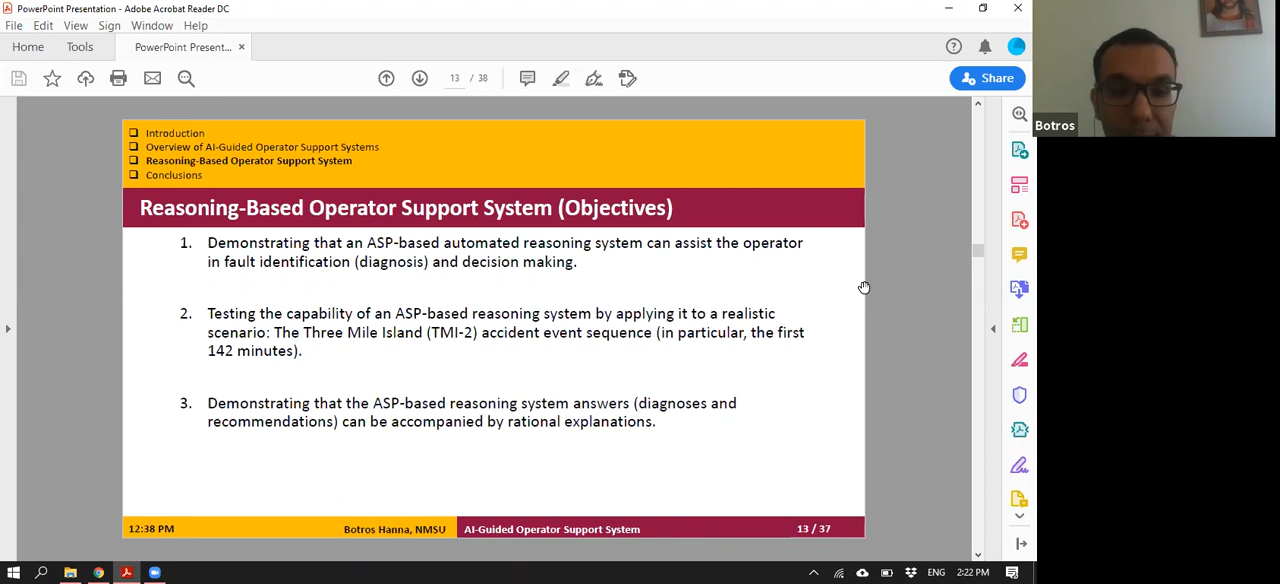 PowerPoint Presentation - Adobe Acrobat Reader DC
File Edit View Sign Window Help
Home Tools PowerPoint Present... ×
13 / 38
Share
Botros
Introduction
Overview of AI-Guided Operator Support Systems
Reasoning-Based Operator Support System
Conclusions
Reasoning-Based Operator Support System (Objectives)
1. Demonstrating that an ASP-based automated reasoning system can assist the operator
in fault identification (diagnosis) and decision making.
2. Testing the capability of an ASP-based reasoning system by applying it to a realistic
scenario: The Three Mile Island (TMI-2) accident event sequence (in particular, the first
142 minutes).
3. Demonstrating that the ASP-based reasoning system answers (diagnoses and
recommendations) can be accompanied by rational explanations.
12:38 PM Botros Hanna, NMSU AI-Guided Operator Support System 13 / 37
ENG 2:22 PM